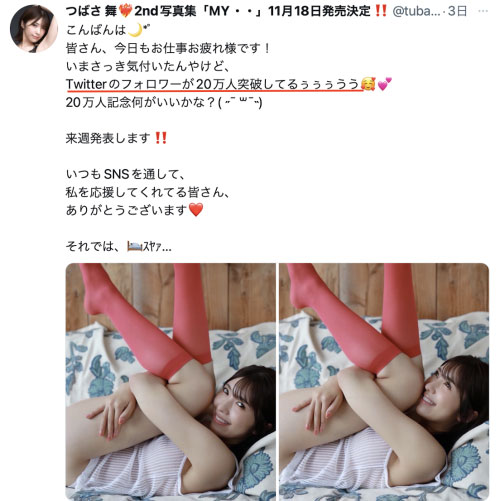 つばさ 舞❤️‍🔥2nd写真集「MY・・」11月18日発売決定‼️ @tuba... · 3日 ...
こんばんは🌙*ﾟ
皆さん、今日もお仕事お疲れ様です！
いまさっき気付いたんやけど、
Twitterのフォロワーが20万人突破してるぅぅぅうう🥰💕
20万人記念何がいいかな？( ˶ˉ ꒳ ˉ˵)
来週発表します‼️
いつもSNSを通して、
私を応援してくれてる皆さん、
ありがとうございます❤️
それでは、🛌ｽﾔｧ...